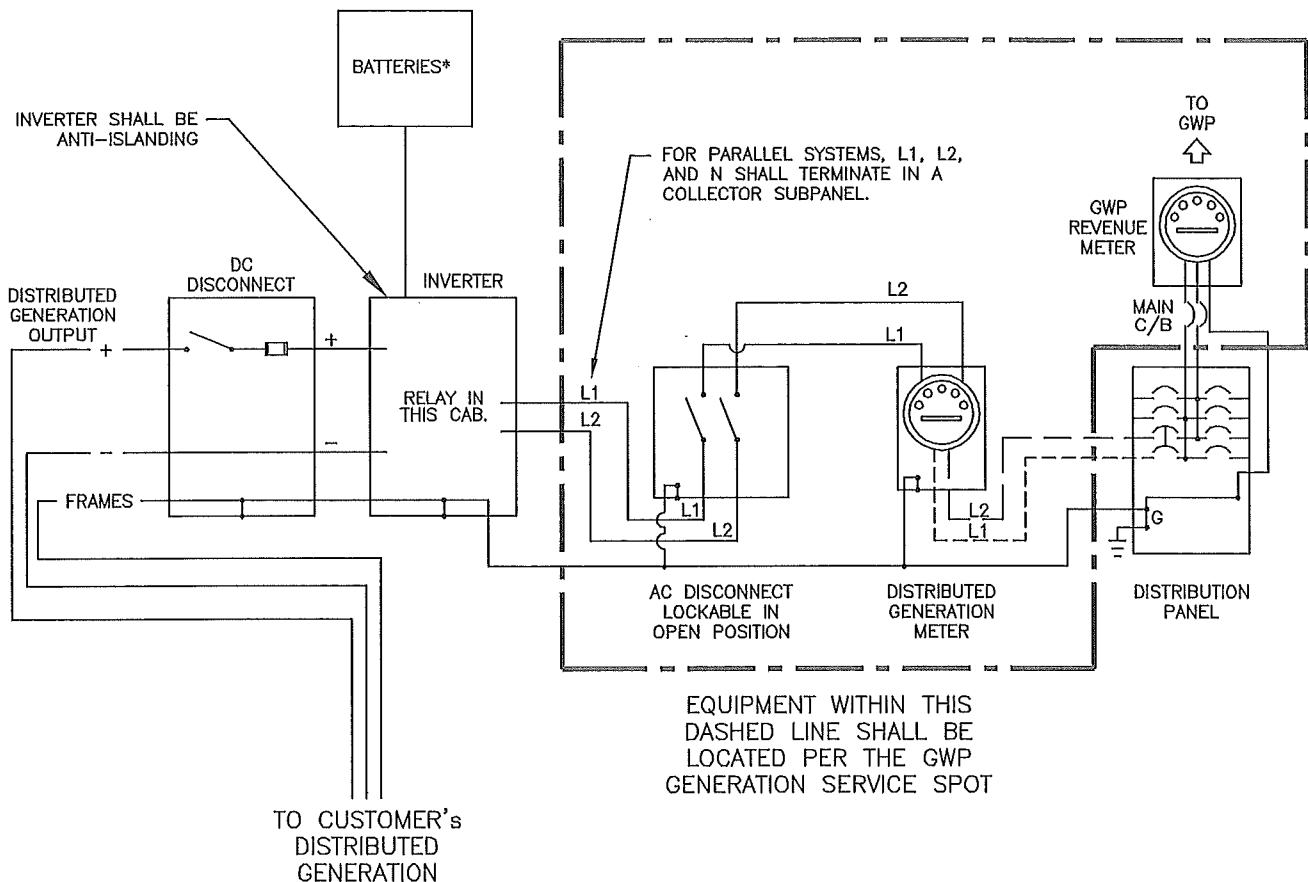 BATTERIES*
INVERTER SHALL BE
ANTI-ISLANDING
FOR PARALLEL SYSTEMS, L1, L2,
AND N SHALL TERMINATE IN A
COLLECTOR SUBPANEL.
TO
GWP
GWP
REVENUE
METER
MAIN
C/B
DC
DISCONNECT
INVERTER
DISTRIBUTED
GENERATION
OUTPUT
+
+
-
RELAY IN
THIS CAB.
L1
L2
L2
L1
L1
L2
L2
L1
FRAMES
G
AC DISCONNECT
LOCKABLE IN
OPEN POSITION
DISTRIBUTED
GENERATION
METER
DISTRIBUTION
PANEL
EQUIPMENT WITHIN THIS
DASHED LINE SHALL BE
LOCATED PER THE GWP
GENERATION SERVICE SPOT
TO CUSTOMER's
DISTRIBUTED
GENERATION